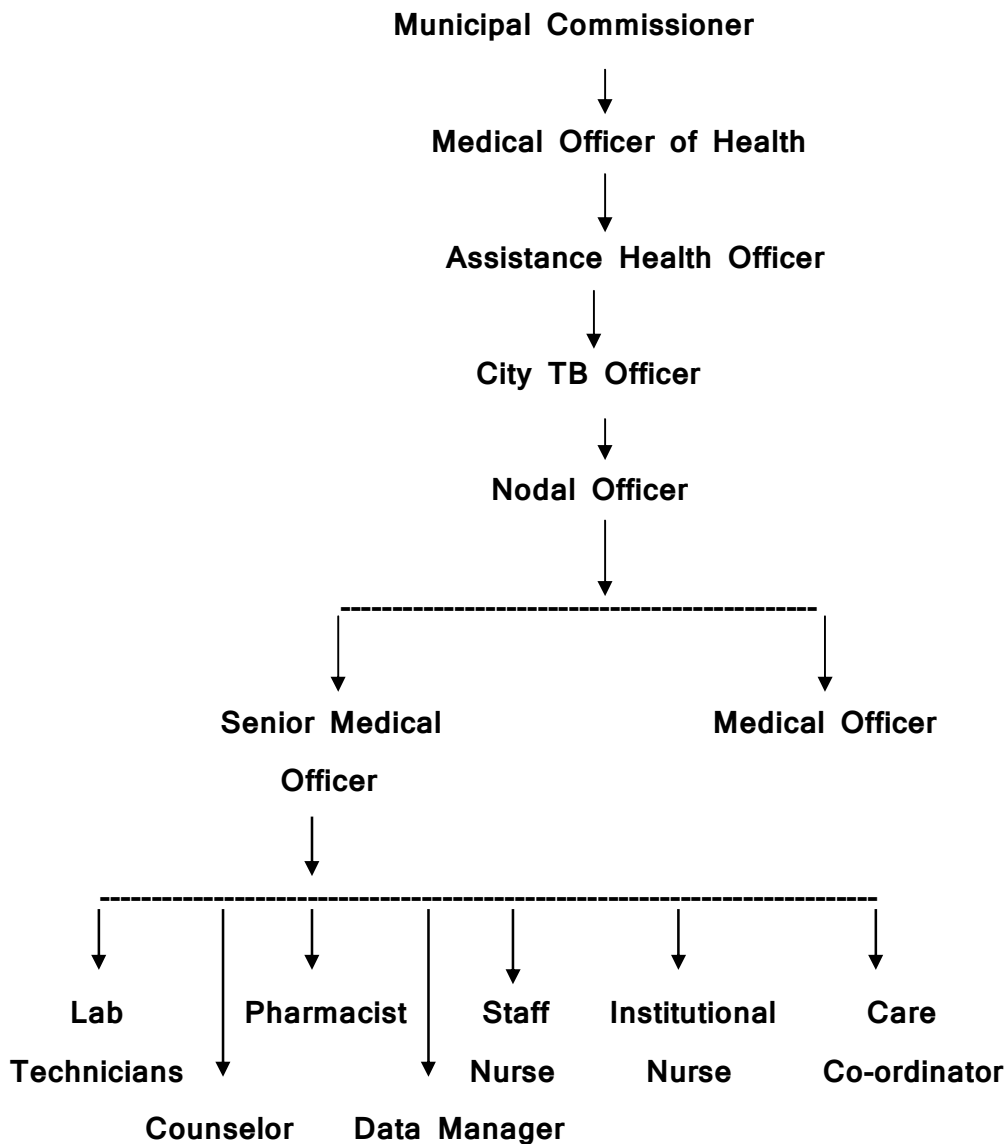 Municipal Commissioner
Medical Officer of Health
Assistance Health Officer
City TB Officer
Nodal Officer
Senior Medical
Officer
Medical Officer
Lab
Technicians
Counselor
Pharmacist
Data Manager
Staff
Nurse
Institutional
Nurse
Care
Co-ordinator